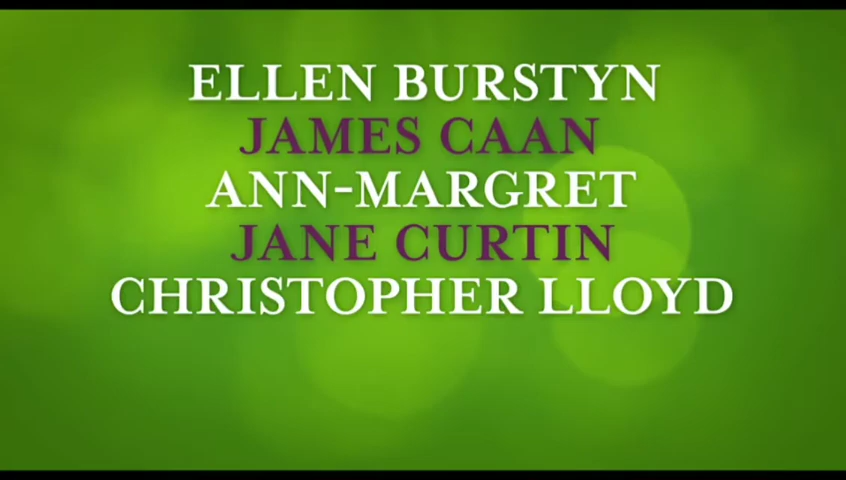 ELLEN BURSTYN
JAMES CAAN
ANN-MARGRET
JANE CURTIN
CHRISTOPHER LLOYD